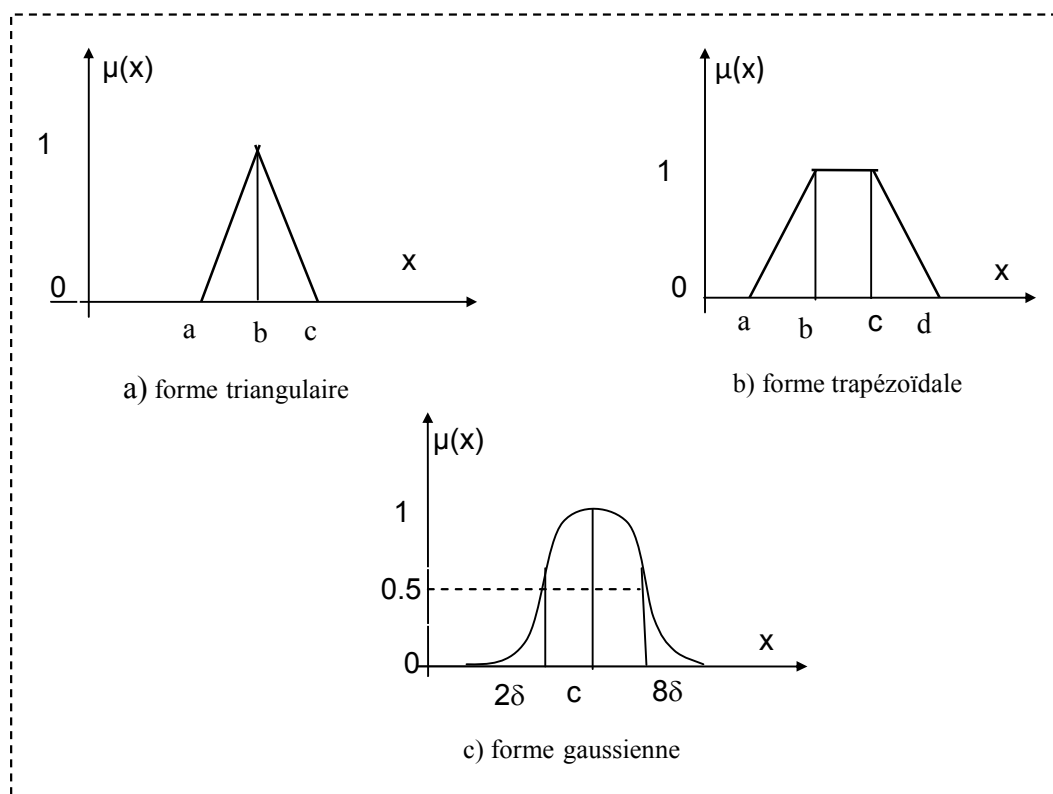 μ(x)
1
x
0
a b c
a) forme triangulaire
μ(x)
1
x
0
a b c d
b) forme trapézoïdale
μ(x)
1
0.5
x
0
2δ c 8δ
c) forme gaussienne